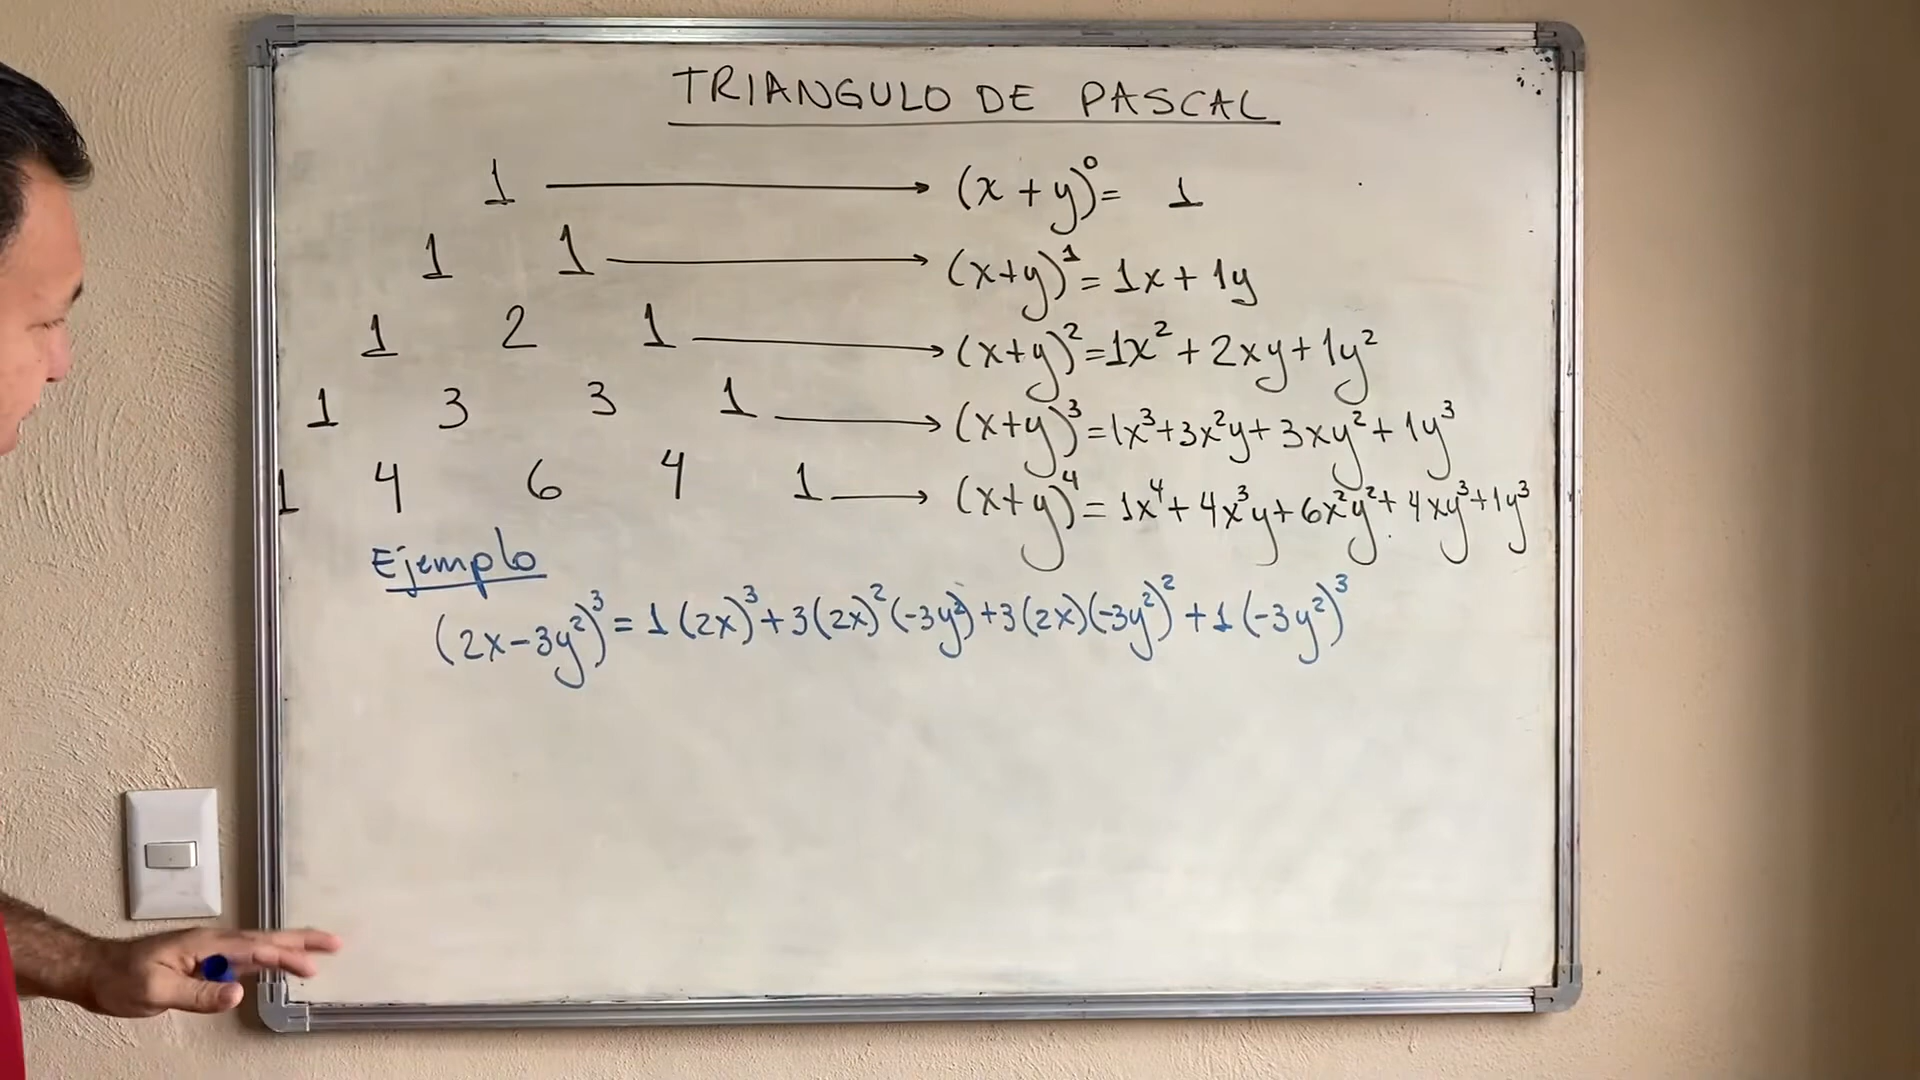 TRIANGULO DE PASCAL
1 → (x+y)⁰ = 1
1 1 → (x+y)¹ = 1x + 1y
1 2 1 → (x+y)² = 1x² + 2xy + 1y²
1 3 3 1 → (x+y)³ = 1x³ + 3x²y + 3xy² + 1y³
1 4 6 4 1 → (x+y)⁴ = 1x⁴ + 4x³y + 6x²y² + 4xy³ + 1y³
Ejemplo
(2x-3y²)³ = 1(2x)³ + 3(2x)²(-3y²) + 3(2x)(-3y²)² + 1(-3y²)³